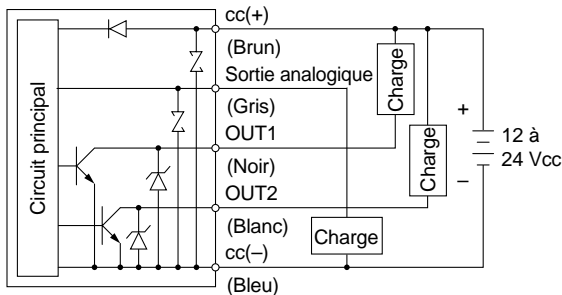 cc(+)
(Brun)
Sortie analogique
(Gris)
OUT1
(Noir)
OUT2
(Blanc)
cc(–)
(Bleu)
Circuit principal
Charge
Charge
Charge
+
12 à
24 Vcc
–